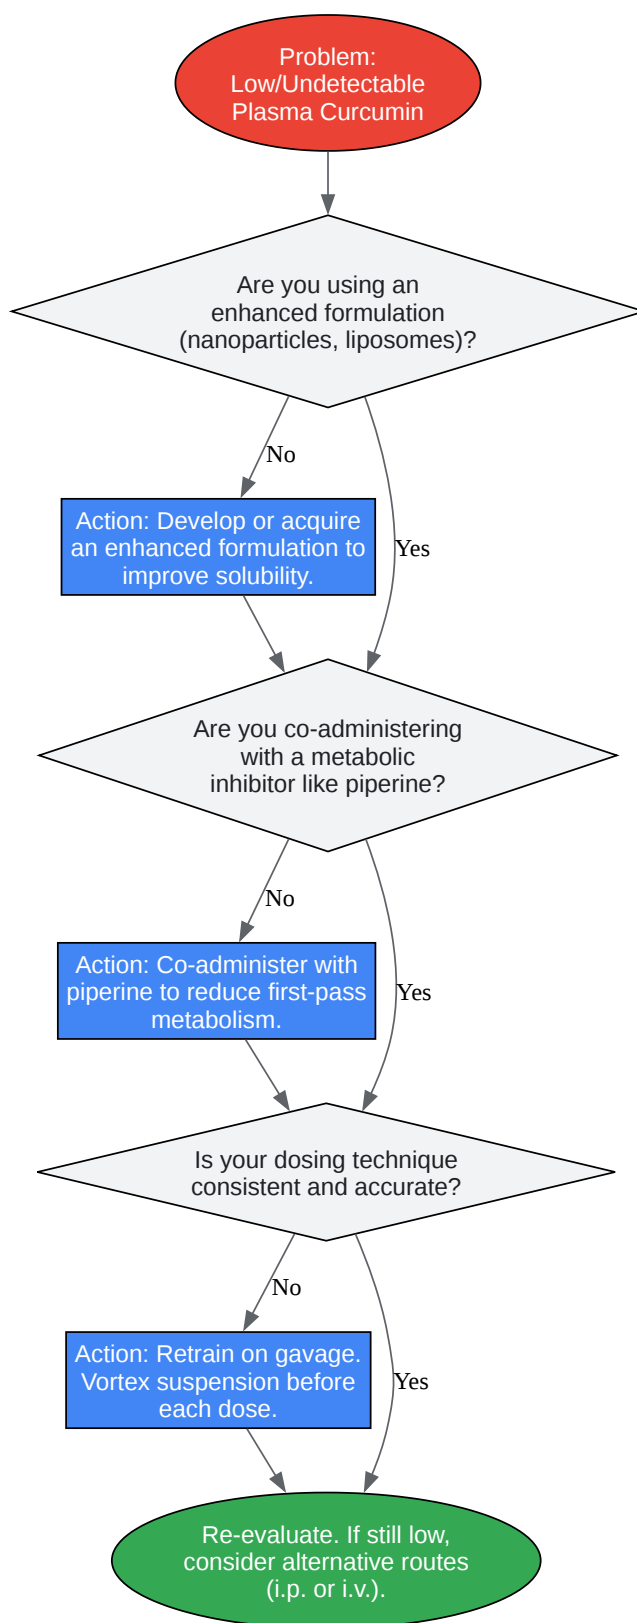 Problem:
Low/Undetectable
Plasma Curcumin
Are you using an
enhanced formulation
(nanoparticles, liposomes)?
No
Action: Develop or acquire
an enhanced formulation to
improve solubility.
Yes
Are you co-administering
with a metabolic
inhibitor like piperine?
No
Action: Co-administer with
piperine to reduce first-pass
metabolism.
Yes
Is your dosing technique
consistent and accurate?
No
Action: Retrain on gavage.
Vortex suspension before
each dose.
Yes
Re-evaluate. If still low,
consider alternative routes
(i.p. or i.v.).